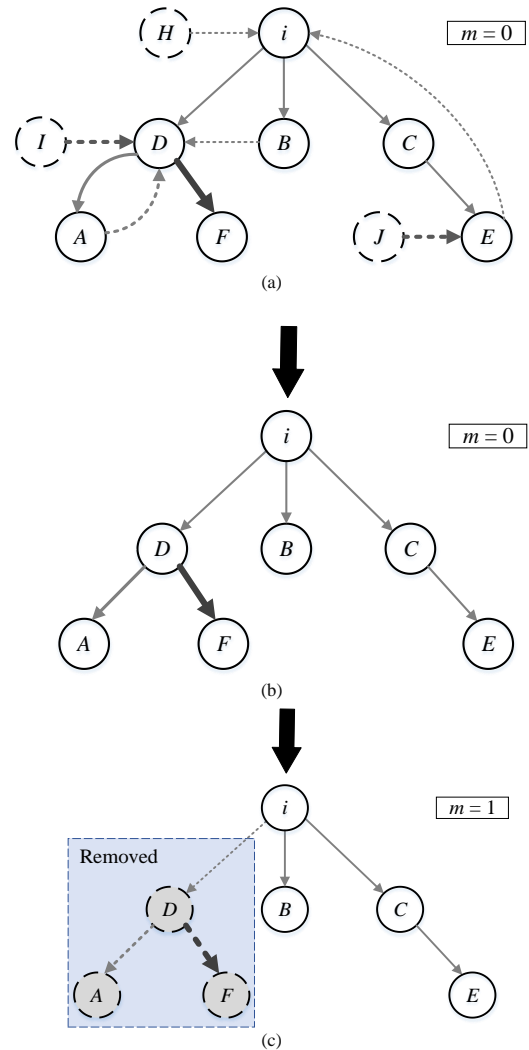 H i m = 0
I D B C
A F J E
(a)
i m = 0
D B C
A F E
(b)
i m = 1
Removed
D B C
A F E
(c)